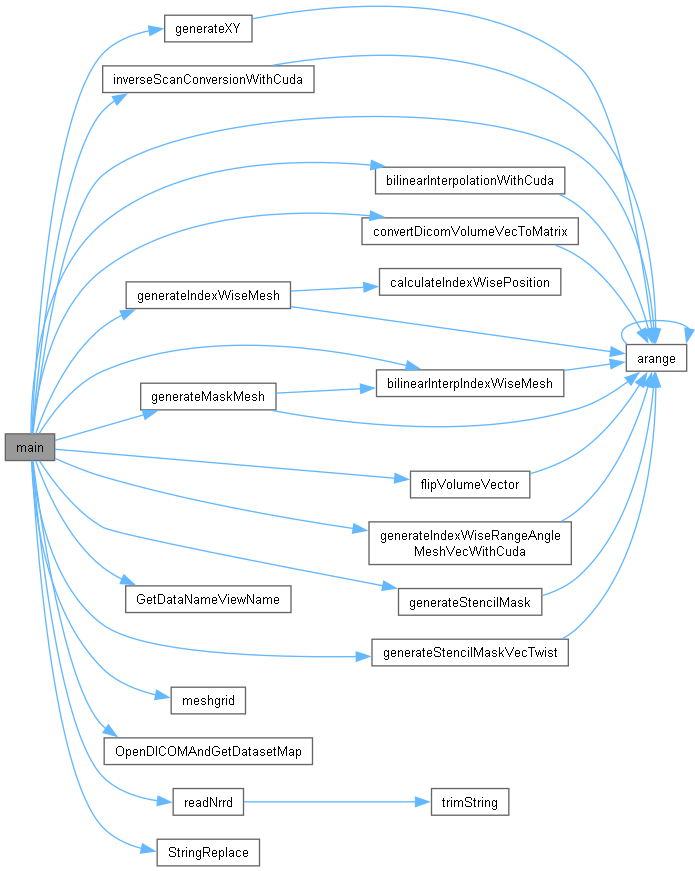 generateXY
inverseScanConversionWithCuda
bilinearInterpolationWithCuda
convertDicomVolumeVecToMatrix
generateIndexWiseMesh
calculateIndexWisePosition
arange
bilinearInterpIndexWiseMesh
generateMaskMesh
main
flipVolumeVector
generateIndexWiseRangeAngle
MeshVecWithCuda
GetDataNameViewName
generateStencilMask
generateStencilMaskVecTwist
meshgrid
OpenDICOMAndGetDatasetMap
readNrrd
trimString
StringReplace